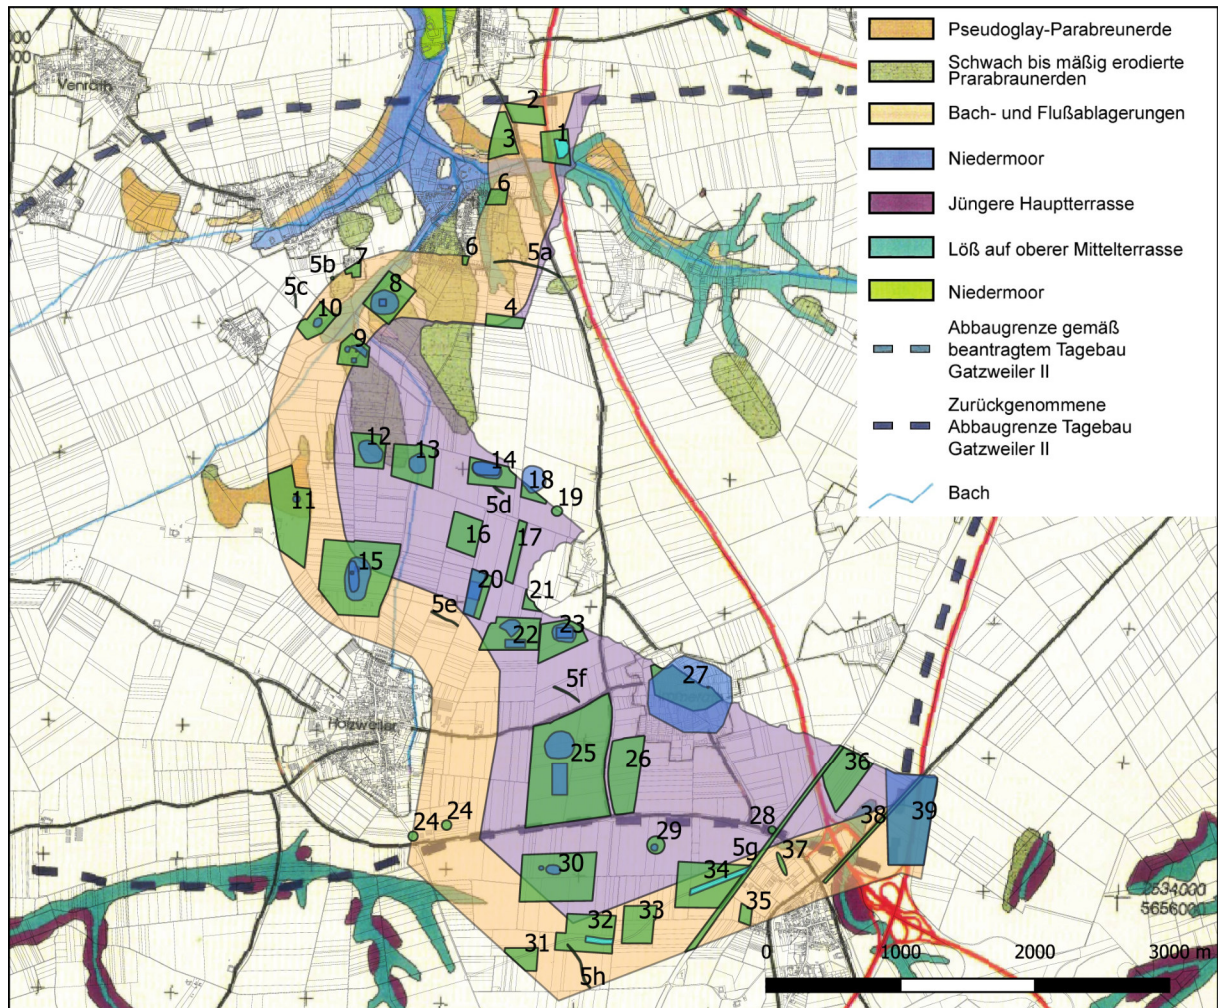 00
000
Venrath
2
1
3
6
6
5a
5b
7
5c
8
10
4
9
12
13
14
18
5d
19
11
16
17
15
20
21
5e
22
23
5f
27
Holzweiler
25
26
36
24
24
28
38
39
29
5g
37
30
34
35
32
33
31
5h
Pseudoglay-Parabreunerde
Schwach bis mäßig erodierte
Prarabraunerden
Bach- und Flußablagerungen
Niedermoor
Jüngere Hauptterrasse
Löß auf oberer Mittelterrasse
Niedermoor
Abbaugrenze gemäß
beantragtem Tagebau
Gatzweiler II
Zurückgenommene
Abbaugrenze Tagebau
Gatzweiler II
Bach
2534000
5656000
0 1000 2000 3000 m